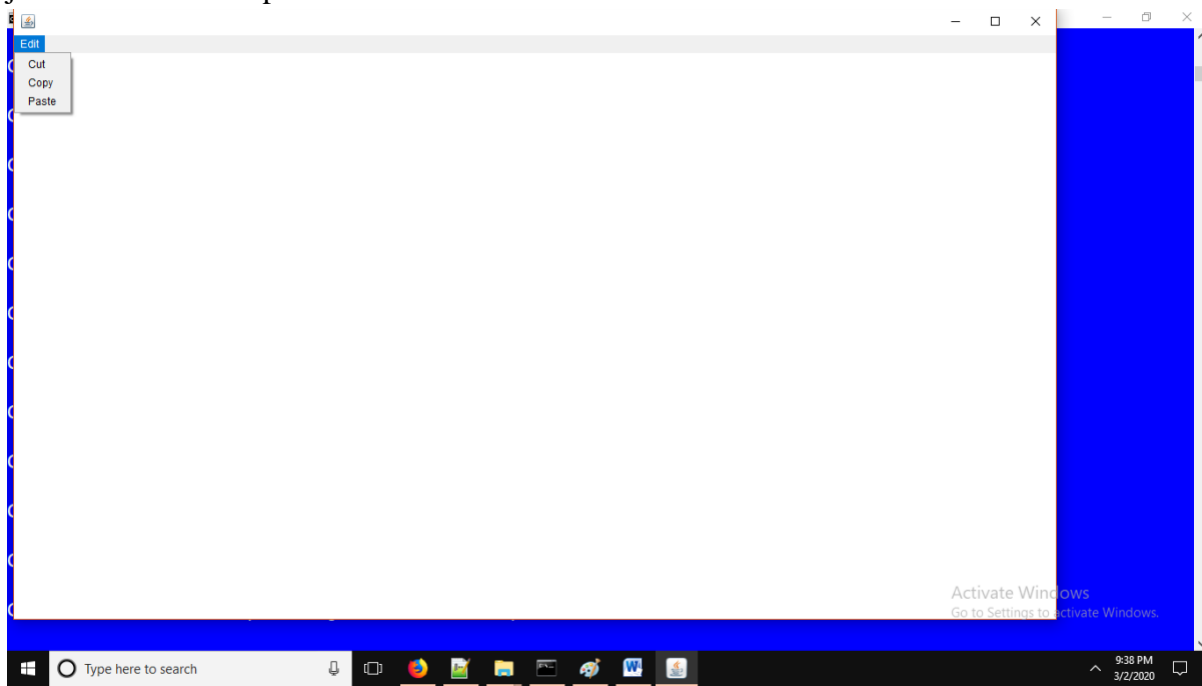 Edit
Cut
Copy
Paste
Activate Windows
Go to Settings to activate Windows.
Type here to search
9:38 PM
3/2/2020